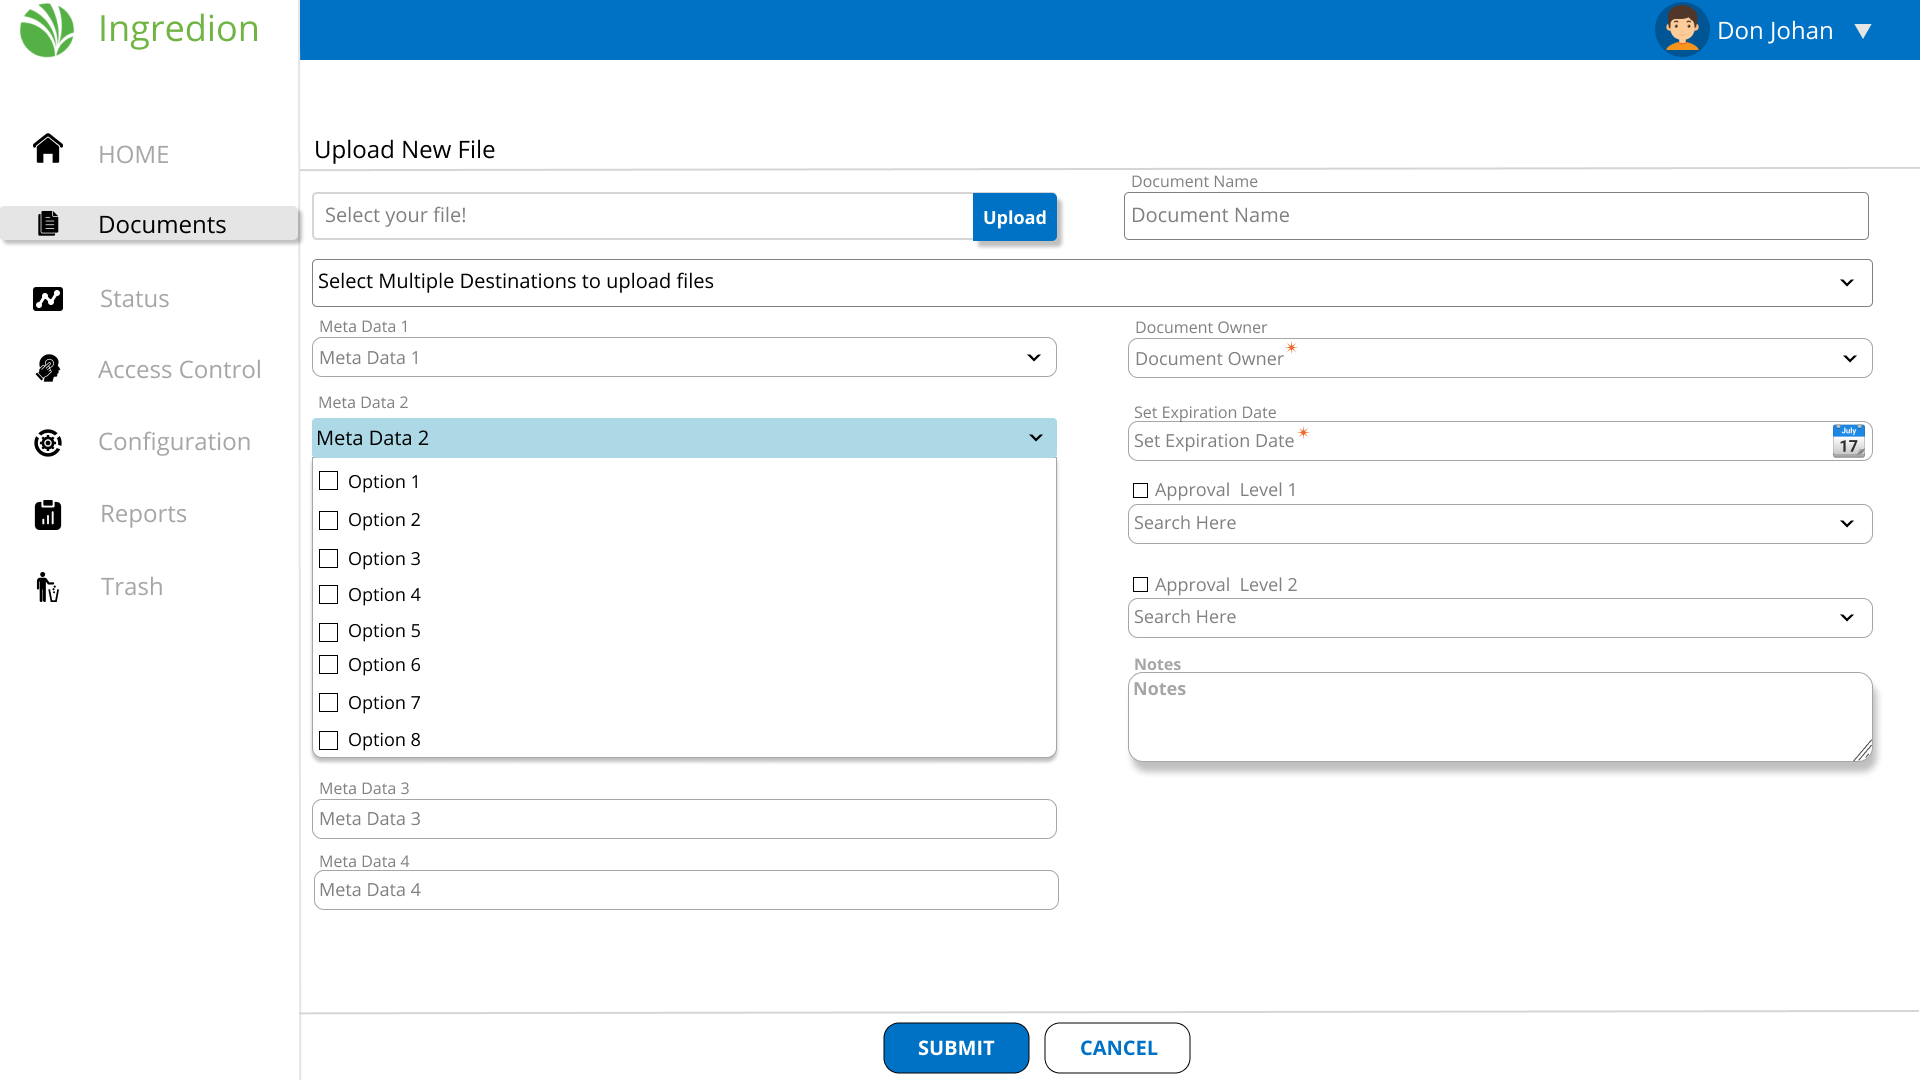 Ingredion
Don Johan ▼
HOME
Documents
Status
Access Control
Configuration
Reports
Trash
Upload New File
Select your file!
Upload
Document Name
Document Name
Select Multiple Destinations to upload files
Meta Data 1
Meta Data 1
Document Owner
Document Owner *
Meta Data 2
Meta Data 2
Option 1
Option 2
Option 3
Option 4
Option 5
Option 6
Option 7
Option 8
Set Expiration Date
Set Expiration Date *
July
17
Approval Level 1
Search Here
Approval Level 2
Search Here
Notes
Notes
Meta Data 3
Meta Data 3
Meta Data 4
Meta Data 4
SUBMIT
CANCEL